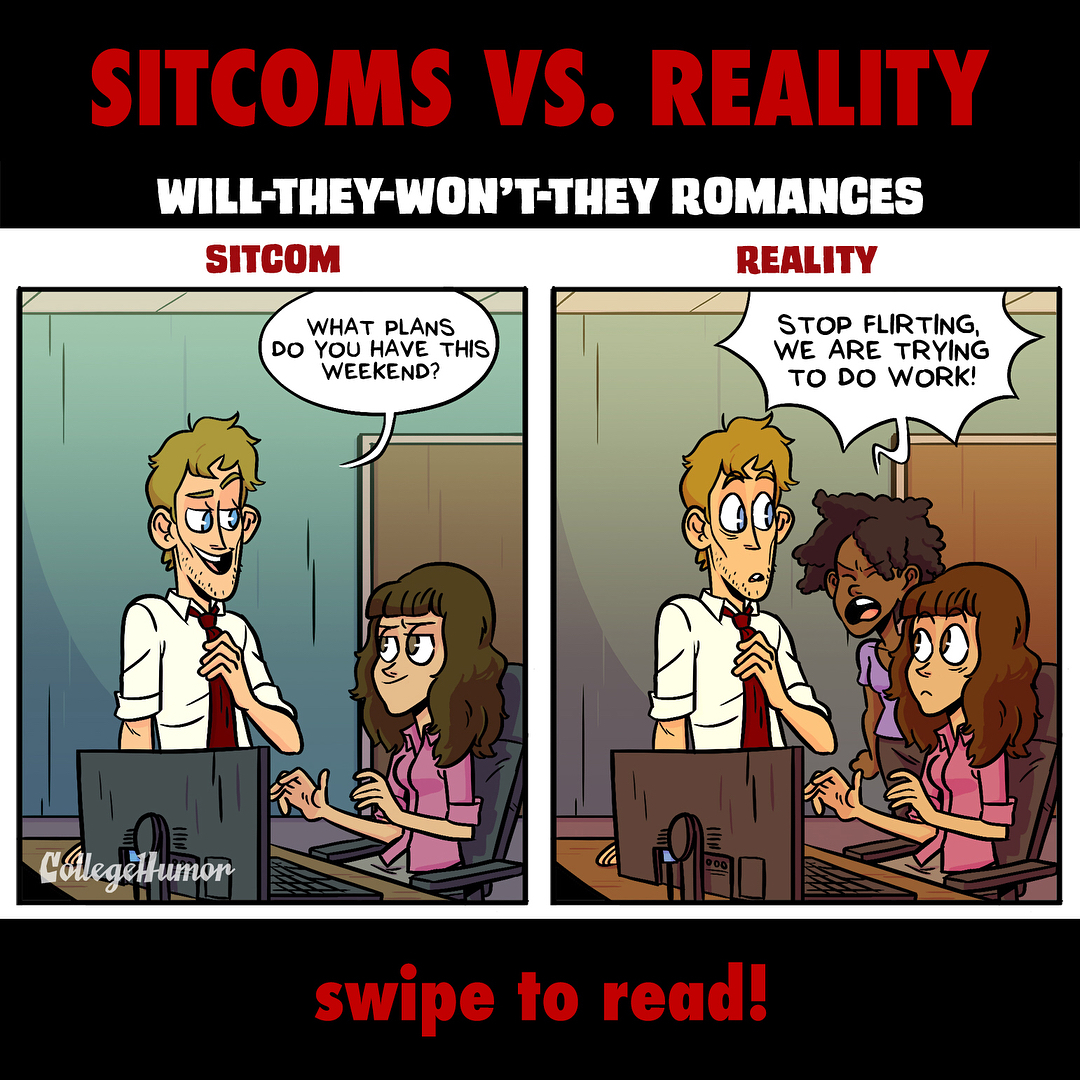 SITCOMS VS. REALITY
WILL-THEY-WON'T-THEY ROMANCES
SITCOM
WHAT PLANS
DO YOU HAVE THIS
WEEKEND?
CollegeHumor
REALITY
STOP FLIRTING,
WE ARE TRYING
TO DO WORK!
swipe to read!